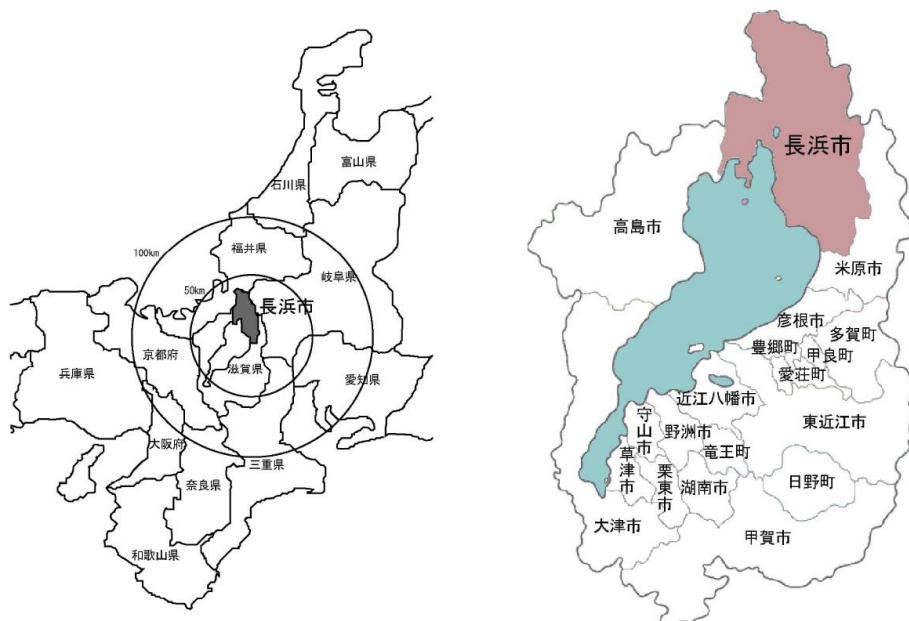 富山県
石川県
福井県
100km
岐阜県
50km
長浜市
京都府
滋賀県
兵庫県
愛知県
大阪府
三重県
奈良県
和歌山県
長浜市
高島市
米原市
彦根市
多賀町
豊郷町
甲良町
愛荘町
近江八幡市
東近江市
守山市
野洲市
竜王町
草津市
栗東市
湖南市
日野町
大津市
甲賀市